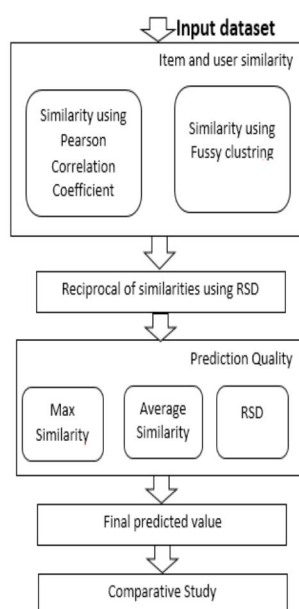 Input dataset
Item and user similarity
Similarity using
Pearson
Correlation
Coefficient
Similarity using
Fussy clustring
Reciprocal of similarities using RSD
Prediction Quality
Max
Similarity
Average
Similarity
RSD
Final predicted value
Comparative Study